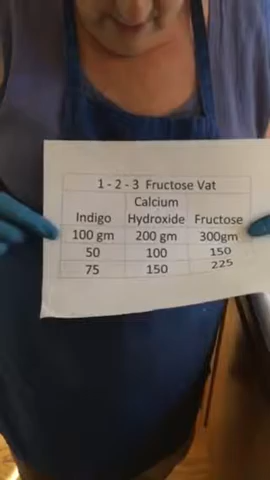 1 - 2 - 3 Fructose Vat
Indigo Calcium Hydroxide Fructose
100 gm 200 gm 300gm
50 100 150
75 150 225